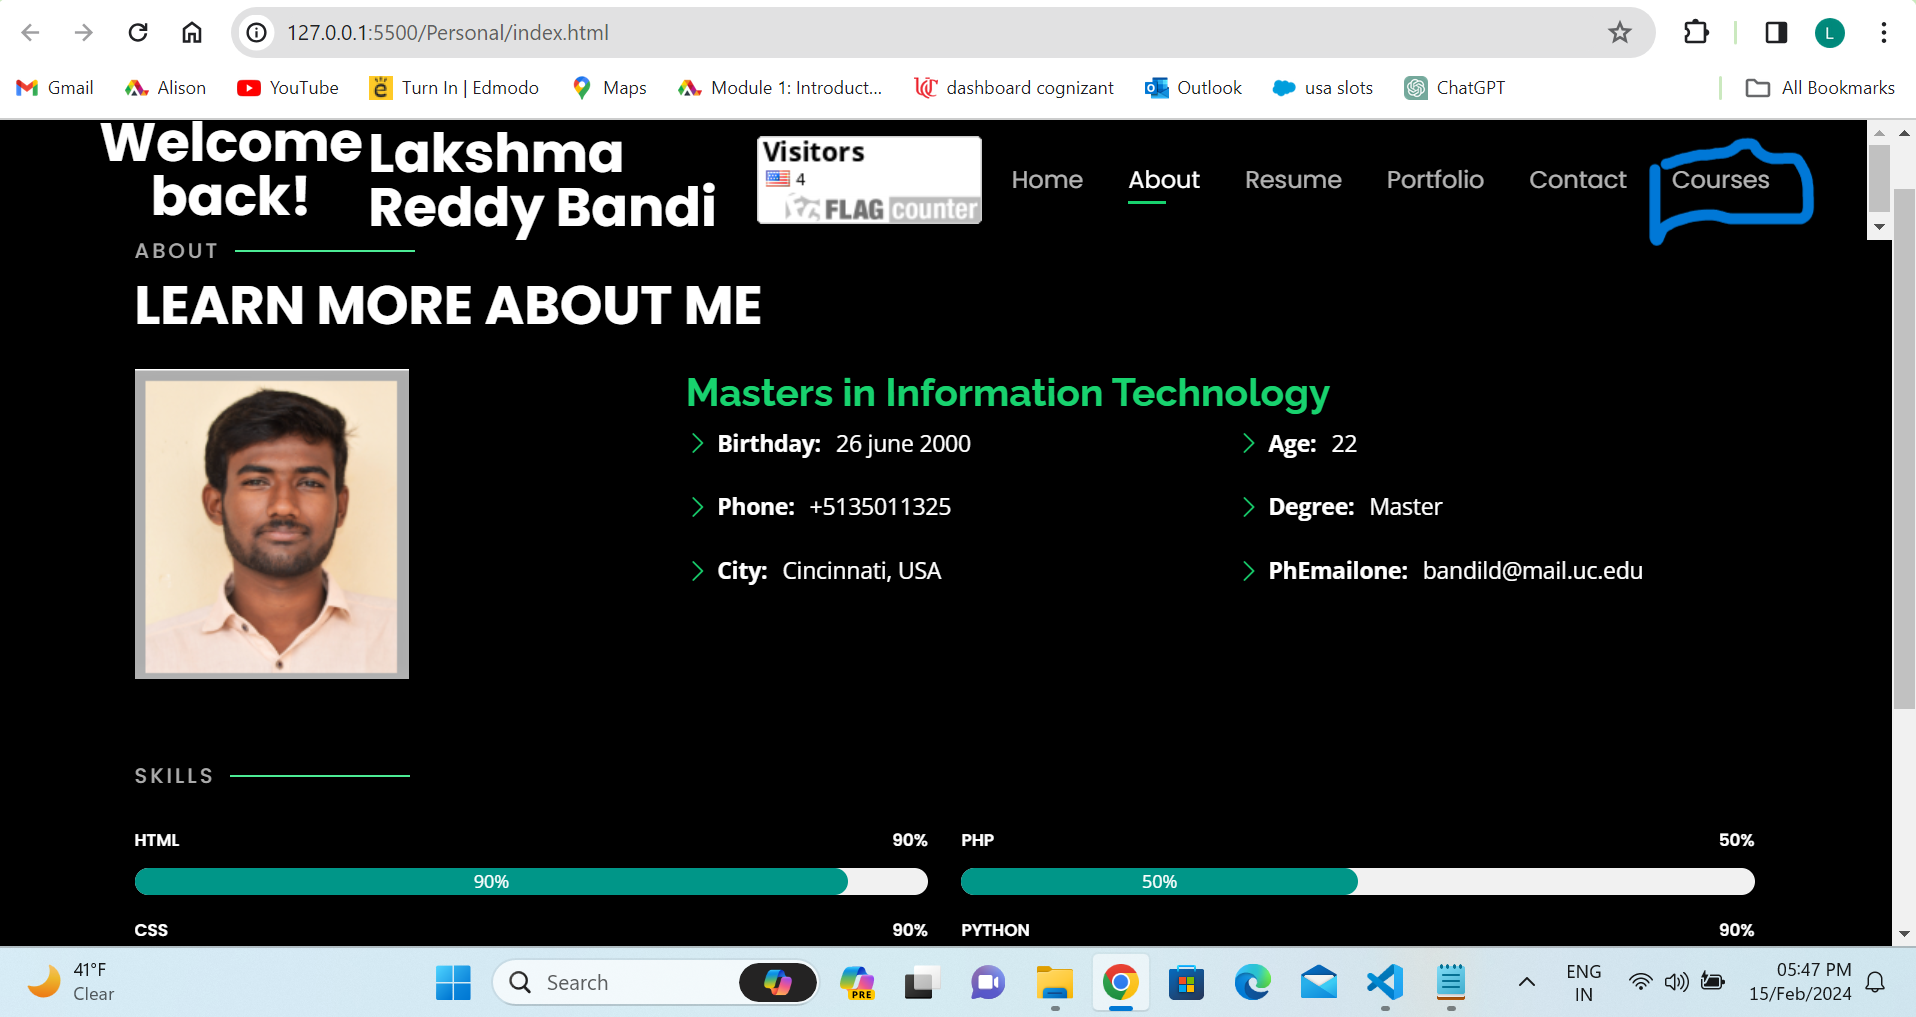 127.0.0.1:5500/Personal/index.html
L
Gmail Alison YouTube Turn In | Edmodo Maps Module 1: Introduct... dashboard cognizant Outlook usa slots ChatGPT All Bookmarks
Welcome
back!
Lakshma
Reddy Bandi
Visitors
4
FLAG counter
Home About Resume Portfolio Contact Courses
ABOUT
LEARN MORE ABOUT ME
Masters in Information Technology
Birthday: 26 june 2000 Age: 22
Phone: +5135011325 Degree: Master
City: Cincinnati, USA PhEmailone: bandild@mail.uc.edu
SKILLS
HTML 90% PHP 50%
90% 50%
CSS 90% PYTHON 90%
41°F
Clear
Search
PRE
ENG
IN
05:47 PM
15/Feb/2024